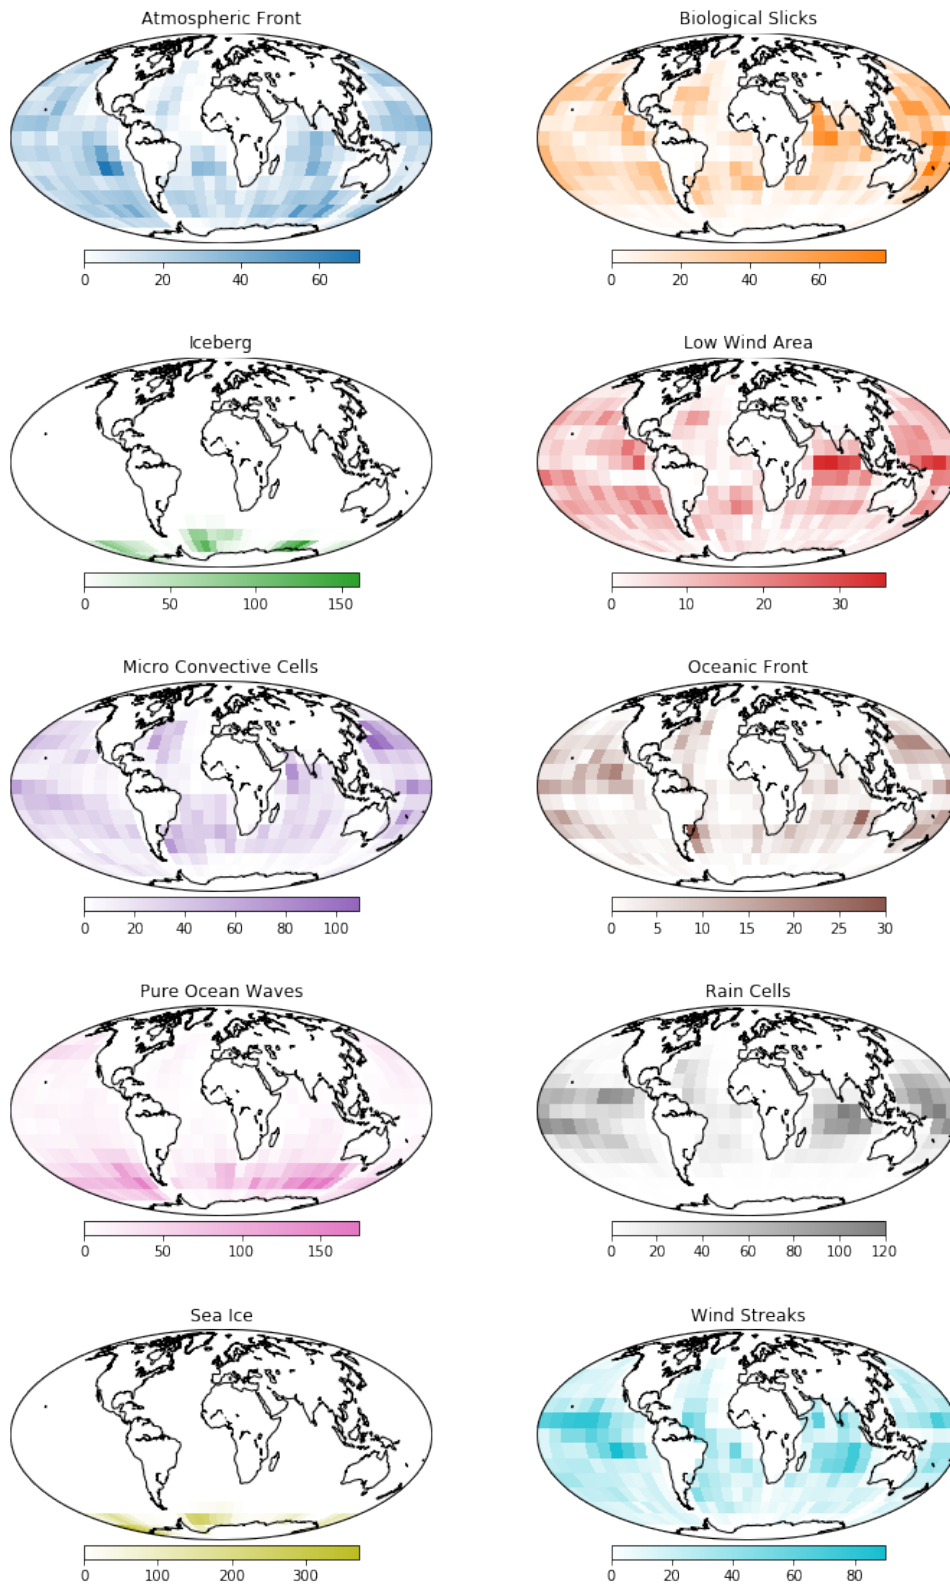 Atmospheric Front
Biological Slicks
0 20 40 60
0 20 40 60
Iceberg
Low Wind Area
0 50 100 150
0 10 20 30
Micro Convective Cells
Oceanic Front
0 20 40 60 80 100
0 5 10 15 20 25 30
Pure Ocean Waves
Rain Cells
0 50 100 150
0 20 40 60 80 100 120
Sea Ice
Wind Streaks
0 100 200 300
0 20 40 60 80